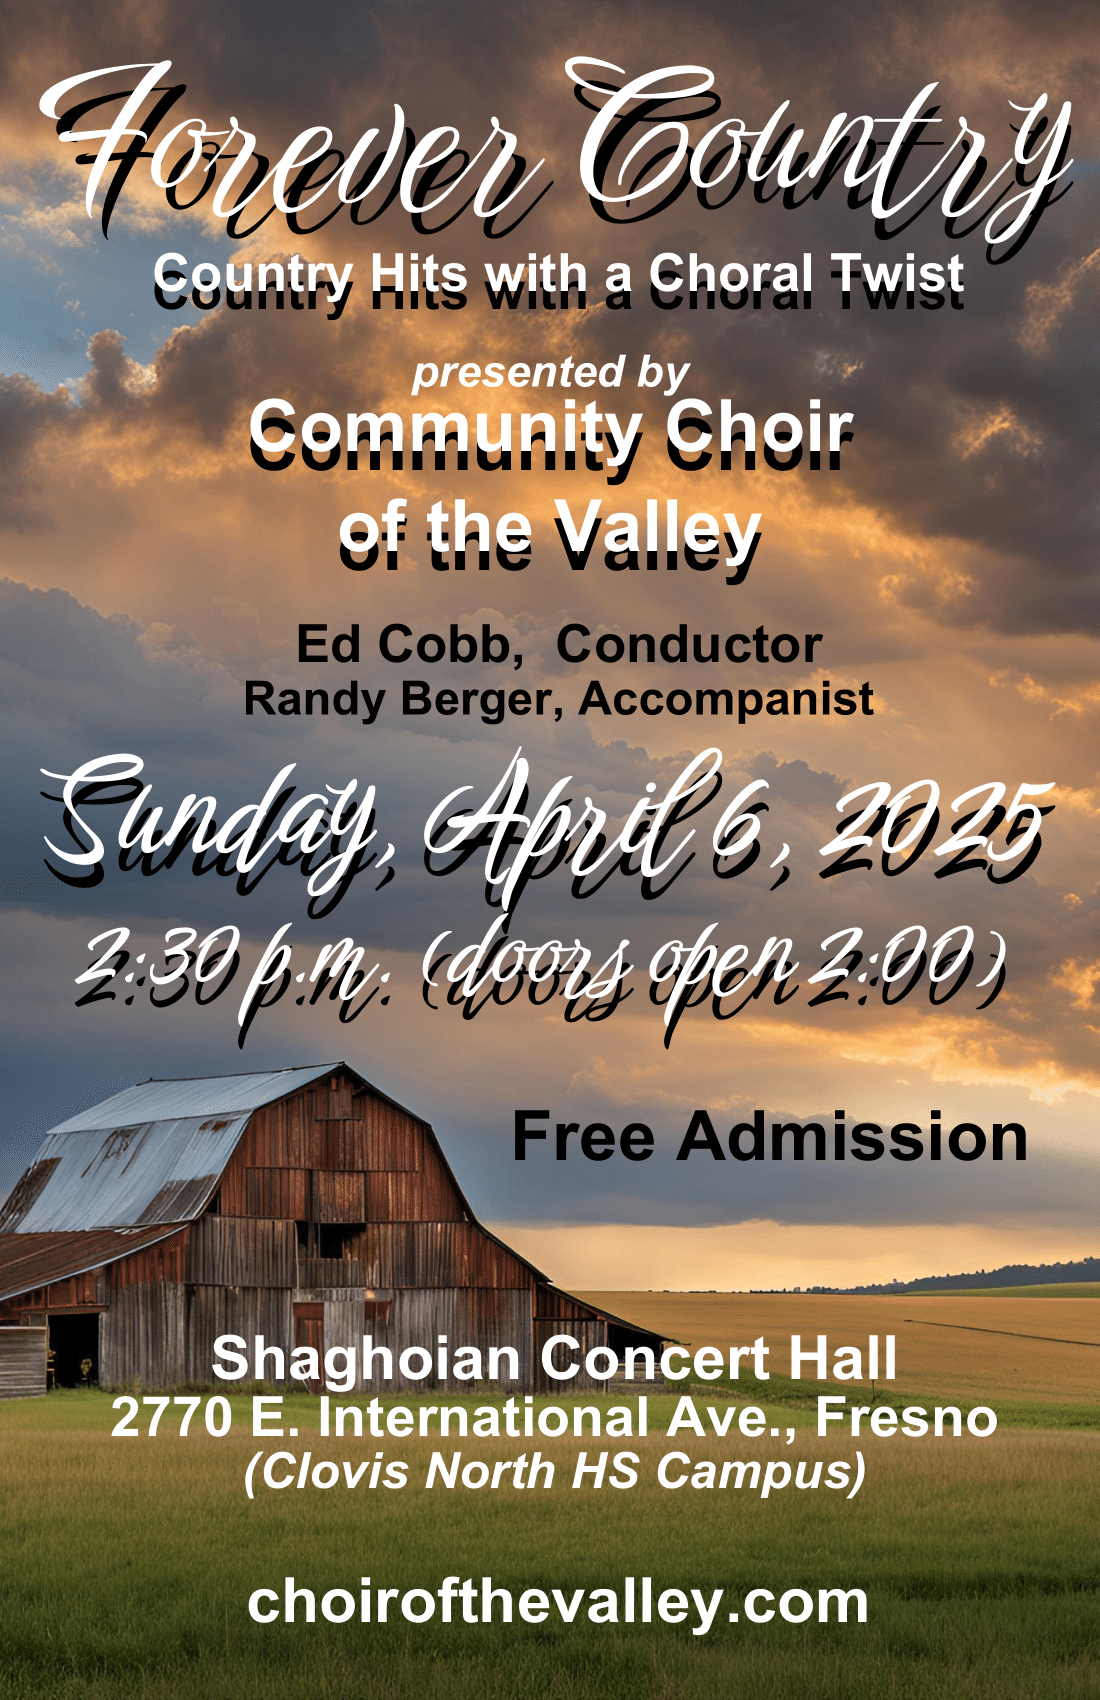 Forever Country
Country Hits with a Choral Twist
presented by
Community Choir
of the Valley
Ed Cobb, Conductor
Randy Berger, Accompanist
Sunday, April 6, 2025
2:30 p.m. (doors open 2:00)
Free Admission
Shaghoian Concert Hall
2770 E. International Ave., Fresno
(Clovis North HS Campus)
choirofthevalley.com